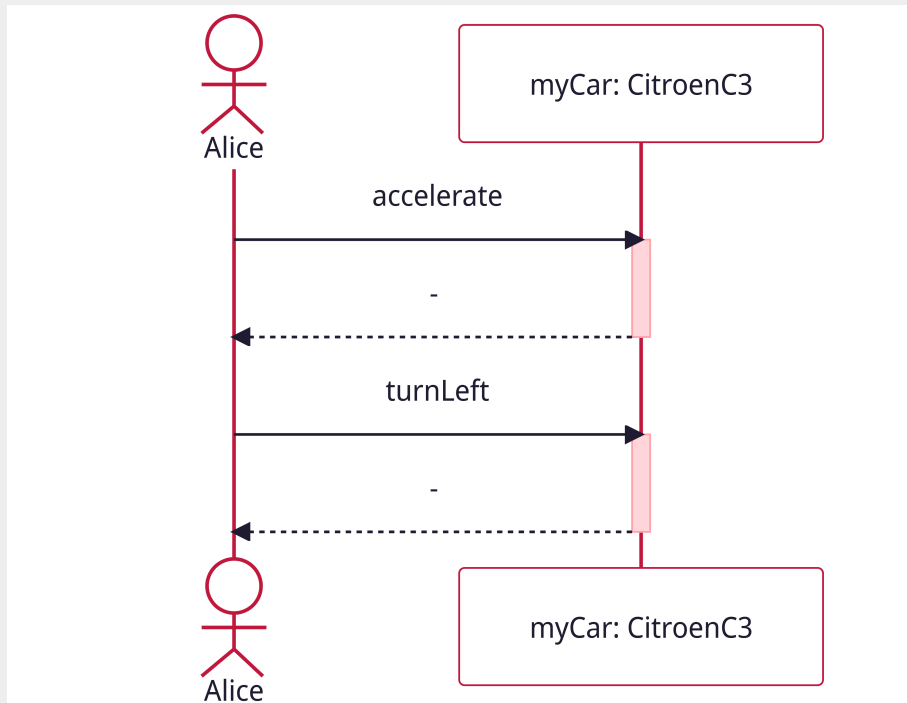 myCar: CitroenC3
Alice
accelerate
-
turnLeft
-
myCar: CitroenC3
Alice